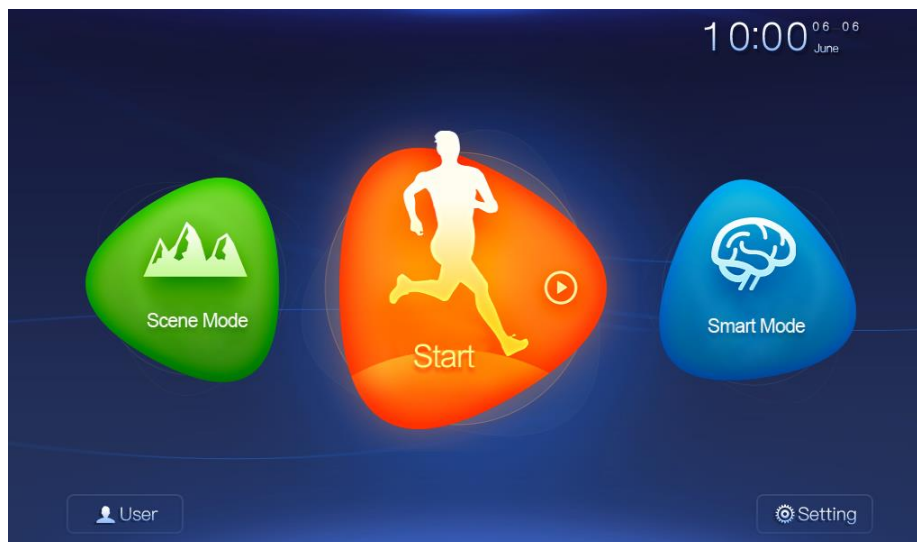 10:00 06-06
June
Scene Mode
Start
Smart Mode
User
Setting